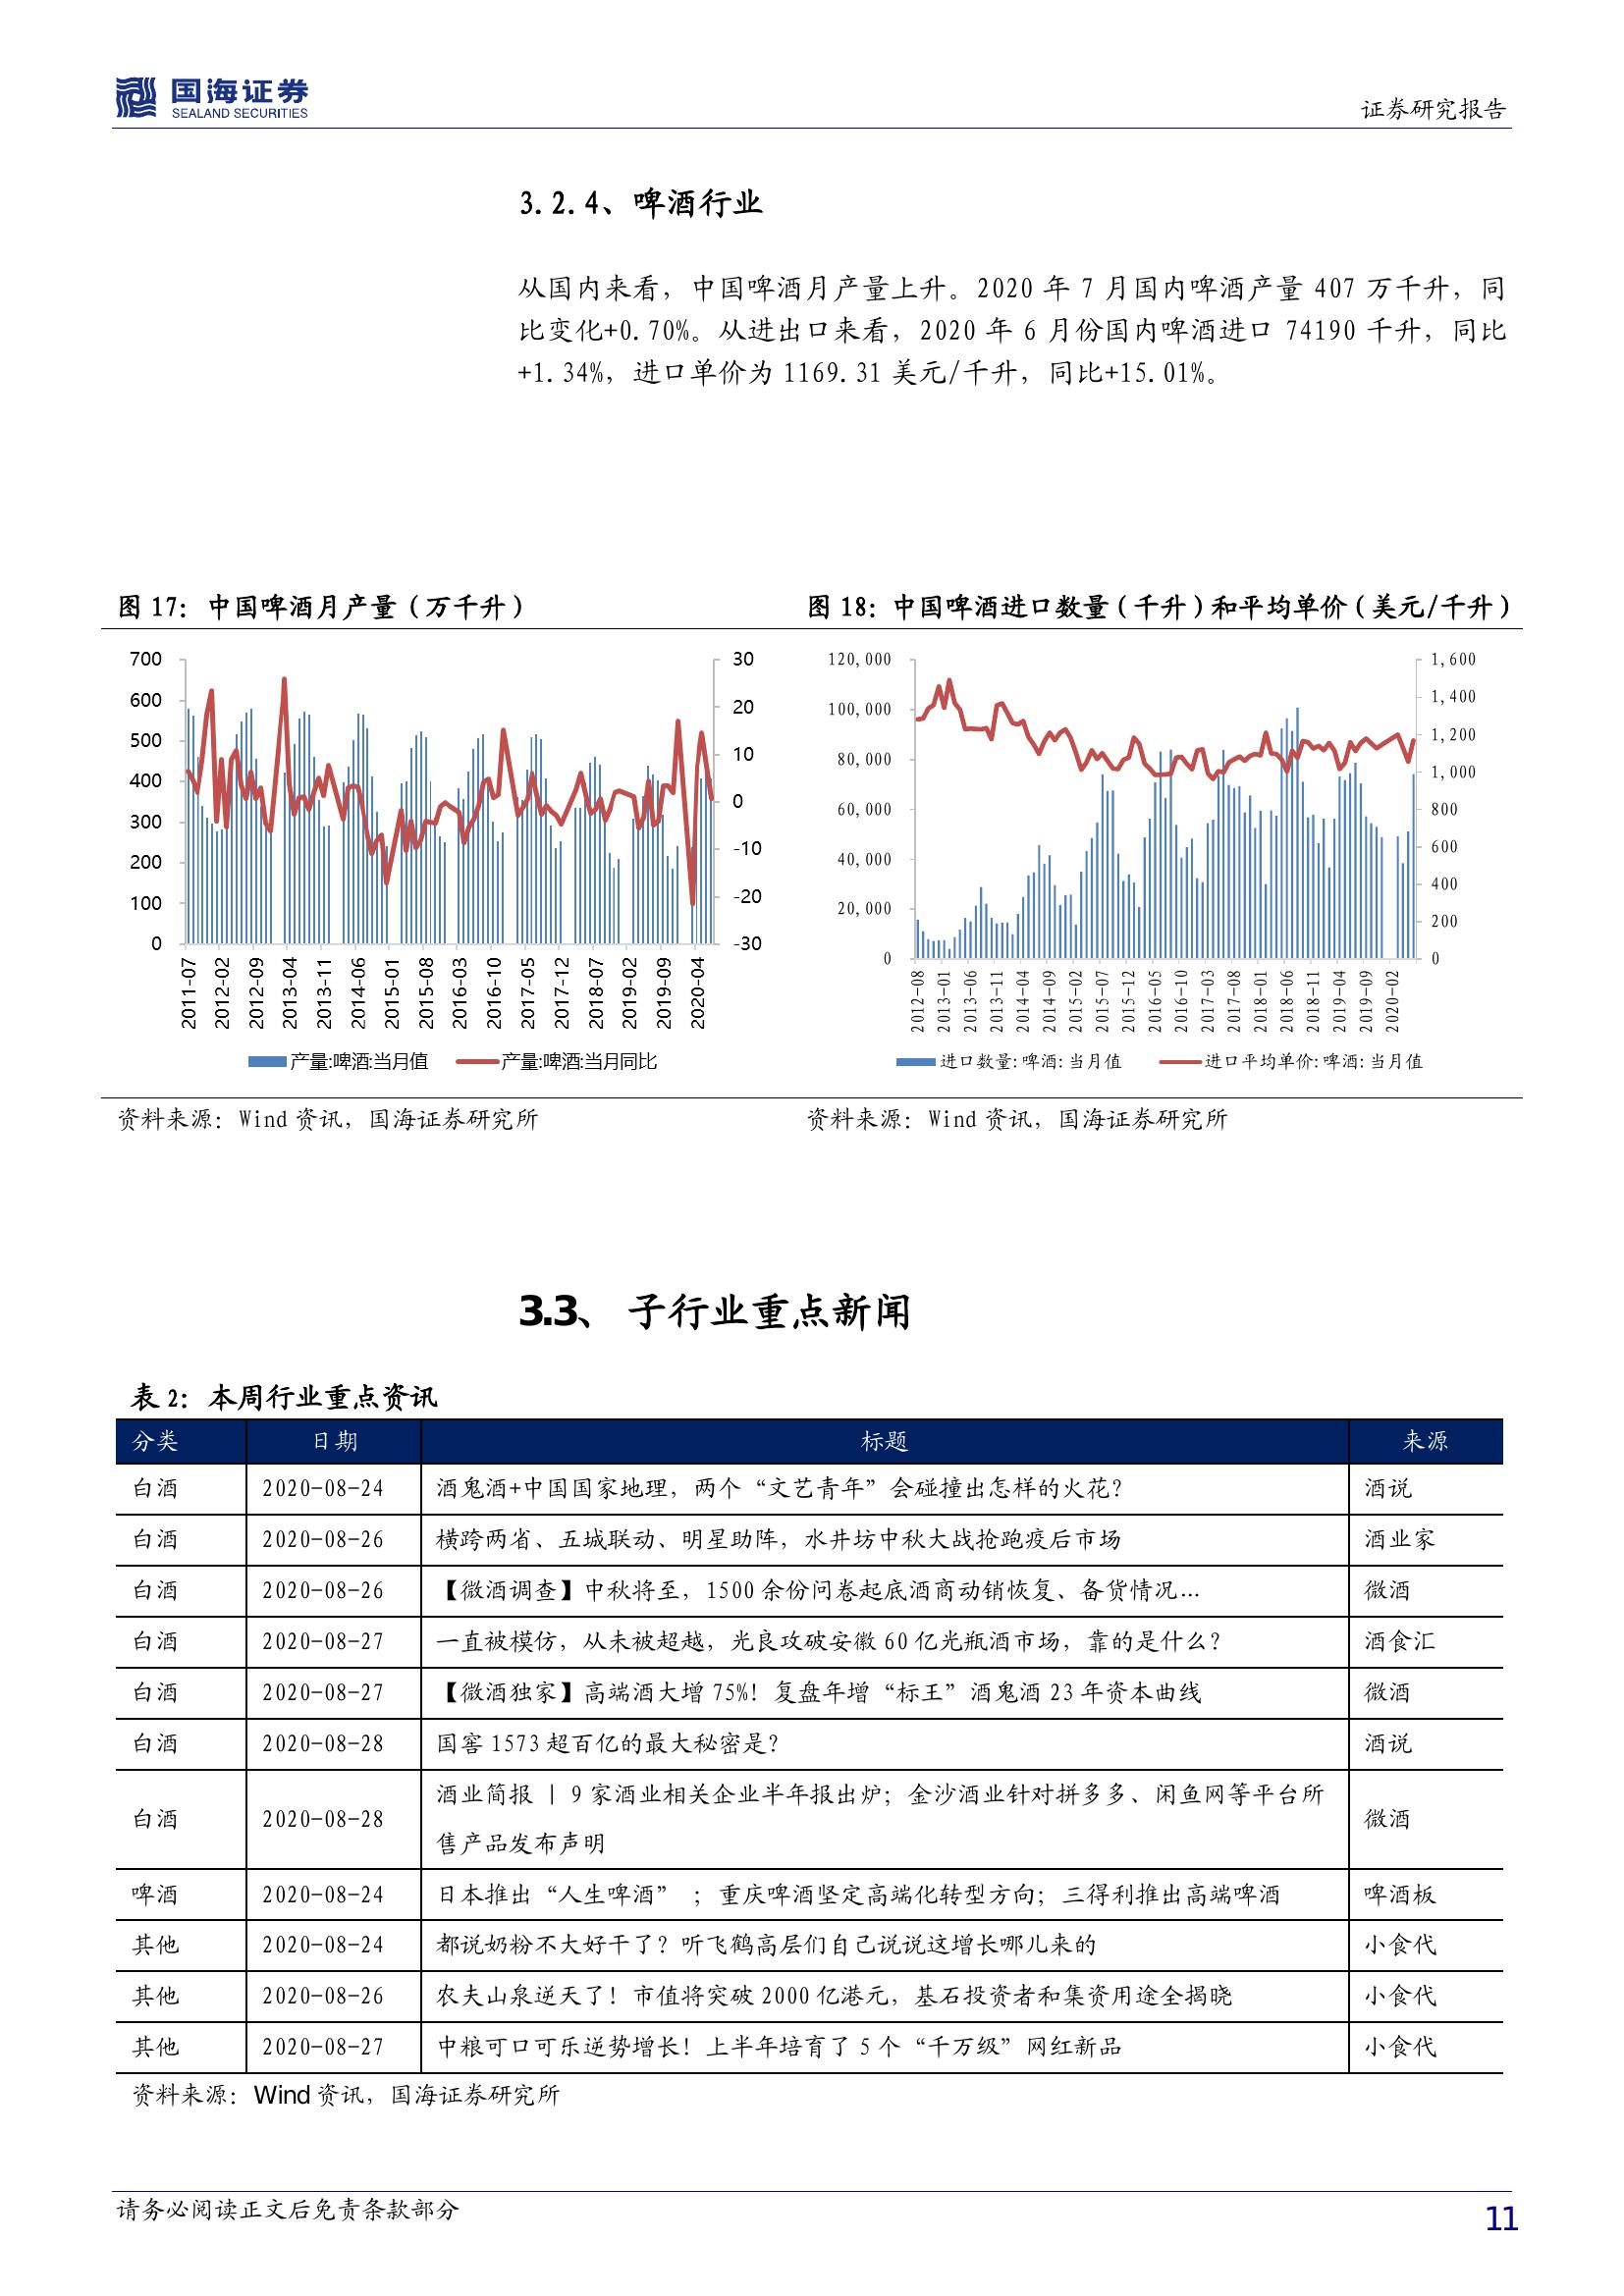 国海证券
SEALAND SECURITIES
证券研究报告
3.2.4、啤酒行业
从国内来看，中国啤酒月产量上升。2020 年 7 月国内啤酒产量 407 万千升，同
比变化+0.70%。从进出口来看，2020 年 6 月份国内啤酒进口 74190 千升，同比
+1.34%，进口单价为 1169.31 美元/千升，同比+15.01%。
图 17：中国啤酒月产量（万千升）
700
600
500
400
300
200
100
0
30
20
10
0
-10
-20
-30
2011-07
2012-02
2012-09
2013-04
2013-11
2014-06
2015-01
2015-08
2016-03
2016-10
2017-05
2017-12
2018-07
2019-02
2019-09
2020-04
产量:啤酒:当月值 产量:啤酒:当月同比
资料来源：Wind 资讯，国海证券研究所
图 18：中国啤酒进口数量（千升）和平均单价（美元/千升）
120,000
100,000
80,000
60,000
40,000
20,000
0
1,600
1,400
1,200
1,000
800
600
400
200
0
2012-08
2013-01
2013-06
2013-11
2014-04
2014-09
2015-02
2015-07
2015-12
2016-05
2016-10
2017-03
2017-08
2018-01
2018-06
2018-11
2019-04
2019-09
2020-02
进口数量:啤酒:当月值 进口平均单价:啤酒:当月值
资料来源：Wind 资讯，国海证券研究所
3.3、 子行业重点新闻
表 2：本周行业重点资讯
分类 日期 标题 来源
白酒 2020-08-24 酒鬼酒+中国国家地理，两个“文艺青年”会碰撞出怎样的火花？ 酒说
白酒 2020-08-26 横跨两省、五城联动、明星助阵，水井坊中秋大战抢跑疫后市场 酒业家
白酒 2020-08-26 【微酒调查】中秋将至，1500 余份问卷起底酒商动销恢复、备货情况… 微酒
白酒 2020-08-27 一直被模仿，从未被超越，光良攻破安徽 60 亿光瓶酒市场，靠的是什么？ 酒食汇
白酒 2020-08-27 【微酒独家】高端酒大增 75%！复盘年增“标王”酒鬼酒 23 年资本曲线 微酒
白酒 2020-08-28 国窖 1573 超百亿的最大秘密是？ 酒说
白酒 2020-08-28 酒业简报 丨 9 家酒业相关企业半年报出炉；金沙酒业针对拼多多、闲鱼网等平台所
售产品发布声明 微酒
啤酒 2020-08-24 日本推出“人生啤酒” ；重庆啤酒坚定高端化转型方向；三得利推出高端啤酒 啤酒板
其他 2020-08-24 都说奶粉不大好干了？听飞鹤高层们自己说说这增长哪儿来的 小食代
其他 2020-08-26 农夫山泉逆天了！市值将突破 2000 亿港元，基石投资者和集资用途全揭晓 小食代
其他 2020-08-27 中粮可口可乐逆势增长！上半年培育了 5 个“千万级”网红新品 小食代
资料来源：Wind 资讯，国海证券研究所
请务必阅读正文后免责条款部分
11